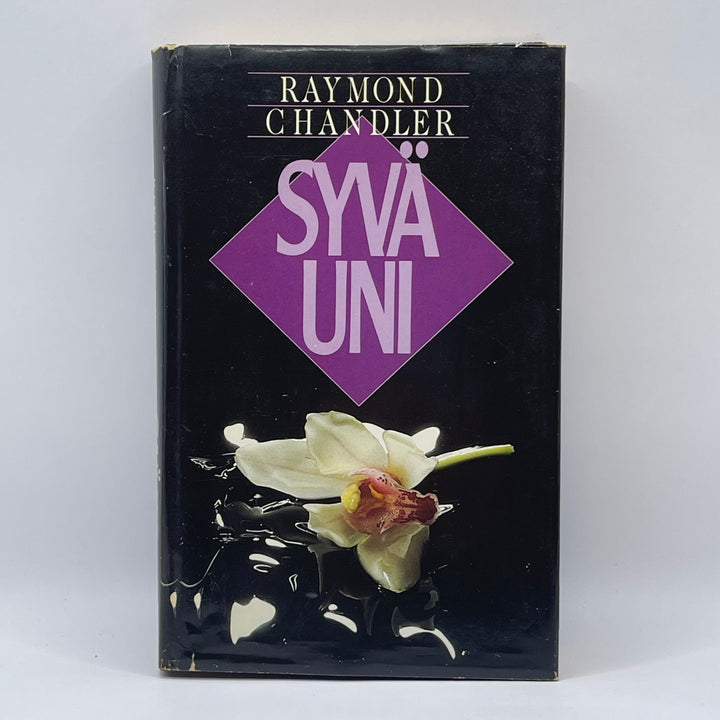 RAYMOND
CHANDLER
SYVÄ
UNI